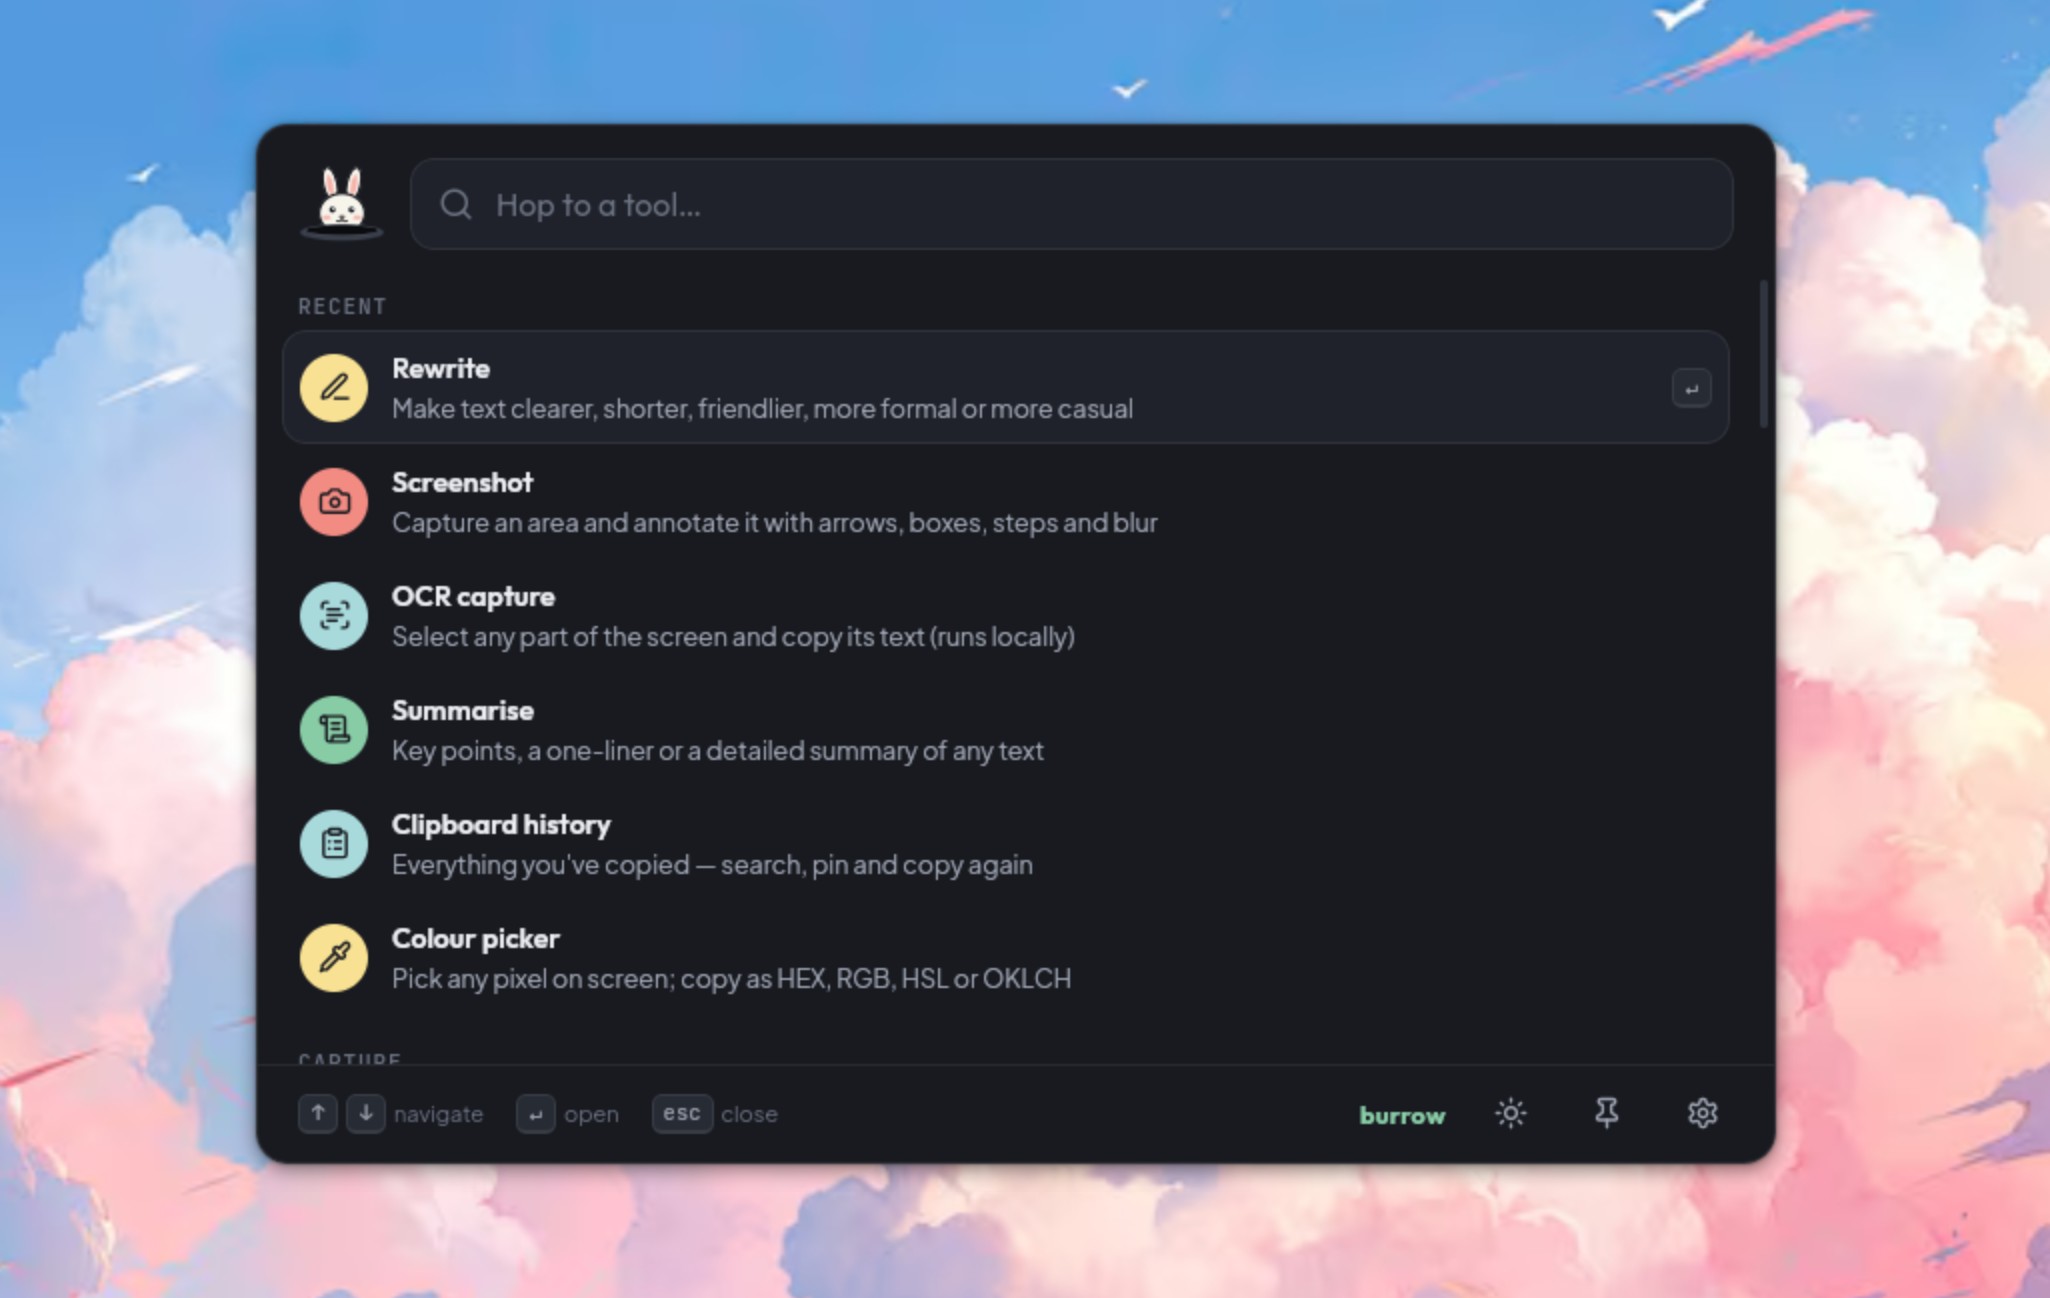 Hop to a tool...
RECENT
Rewrite
Make text clearer, shorter, friendlier, more formal or more casual
Screenshot
Capture an area and annotate it with arrows, boxes, steps and blur
OCR capture
Select any part of the screen and copy its text (runs locally)
Summarise
Key points, a one-liner or a detailed summary of any text
Clipboard history
Everything you've copied — search, pin and copy again
Colour picker
Pick any pixel on screen; copy as HEX, RGB, HSL or OKLCH
CAPTURE
↑ ↓ navigate ↵ open esc close burrow